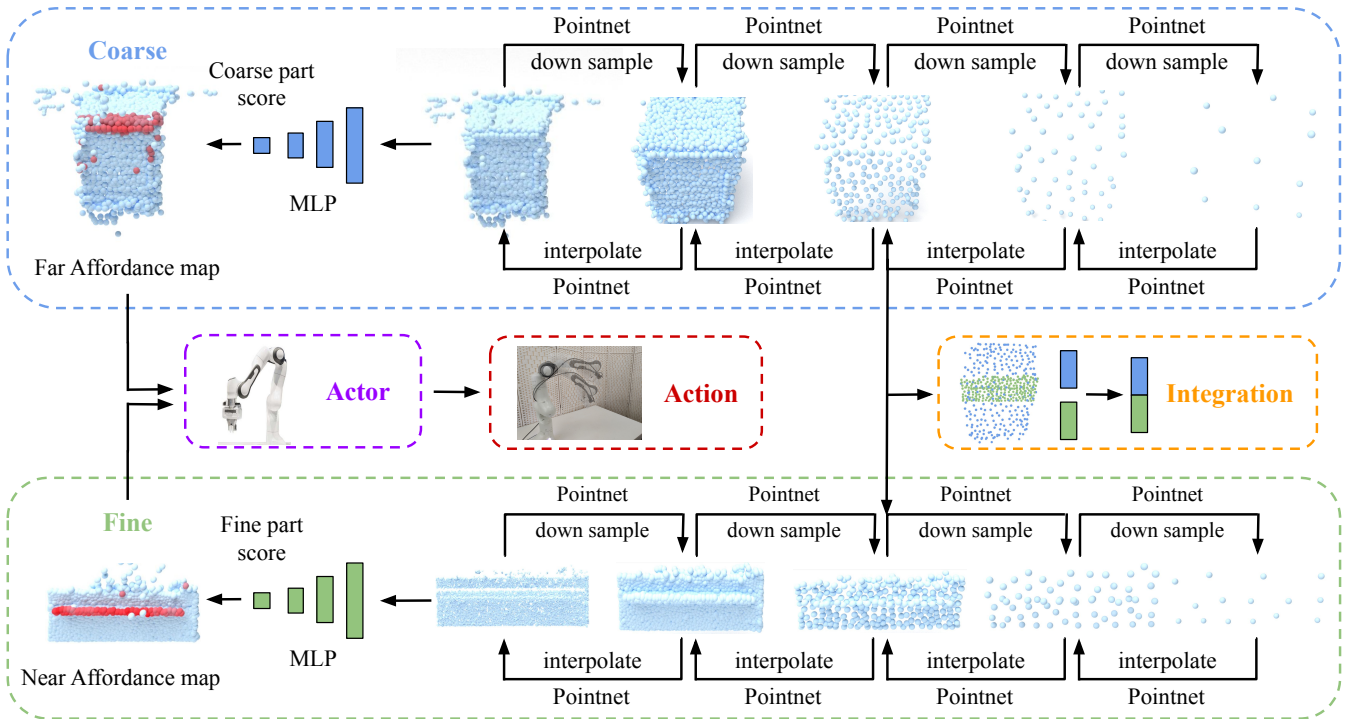 Pointnet Pointnet Pointnet Pointnet
Coarse
down sample down sample down sample down sample
Coarse part
score
MLP
interpolate interpolate interpolate interpolate
Far Affordance map
Pointnet Pointnet Pointnet Pointnet
Actor
Action
Integration
Pointnet Pointnet Pointnet Pointnet
Fine
Fine part
score
down sample down sample down sample down sample
MLP
interpolate interpolate interpolate interpolate
Near Affordance map
Pointnet Pointnet Pointnet Pointnet